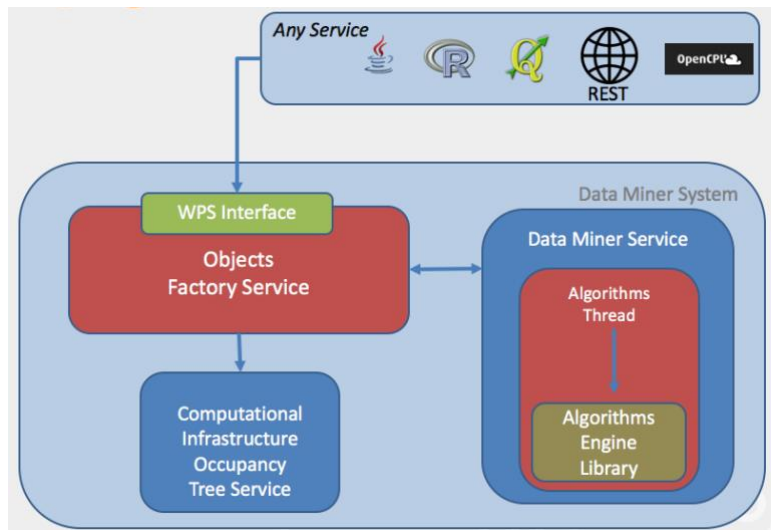 Any Service
R
REST
OpenCPU
Data Miner System
WPS Interface
Objects
Factory Service
Data Miner Service
Algorithms
Thread
Algorithms
Engine
Library
Computational
Infrastructure
Occupancy
Tree Service